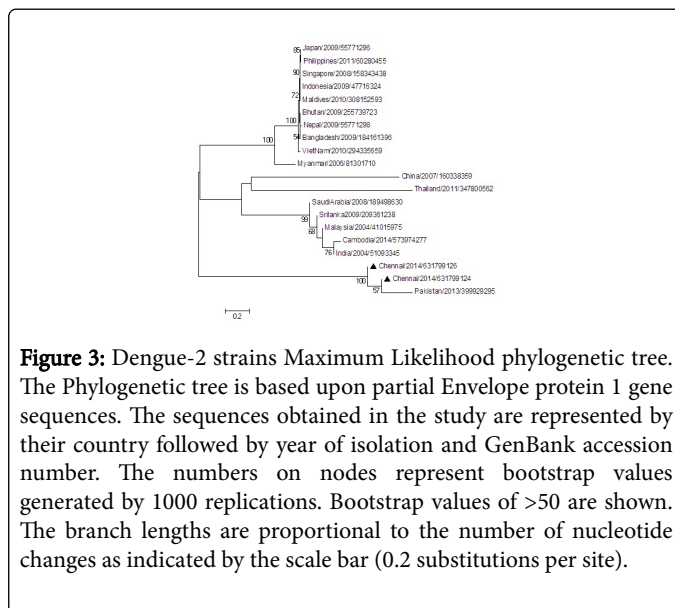 85
Japan/2009/55771296
Philippines/2011/60280455
90
Singapore/2008/158343438
Indonesia/2009/47716324
72
Maldives/2010/308152593
Bhutan/2009/255739723
100
Nepal/2009/55771298
54
Bangladesh/2009/184161396
100
VietNam/2010/294335659
Myanmar/2006/81301710
China/2007/160338359
Thailand/2011/347800562
SaudiArabia/2008/189498630
99
Srilanka2009/209361238
68
Malaysia/2004/41015975
Cambodia/2014/573974277
76
India/2004/51093345
Chennai/2014/631799126
100
Chennai/2014/631799124
57
Pakistan/2013/399929295
0.2
Figure 3: Dengue-2 strains Maximum Likelihood phylogenetic tree.
The Phylogenetic tree is based upon partial Envelope protein 1 gene
sequences. The sequences obtained in the study are represented by
their country followed by year of isolation and GenBank accession
number. The numbers on nodes represent bootstrap values
generated by 1000 replications. Bootstrap values of >50 are shown.
The branch lengths are proportional to the number of nucleotide
changes as indicated by the scale bar (0.2 substitutions per site).